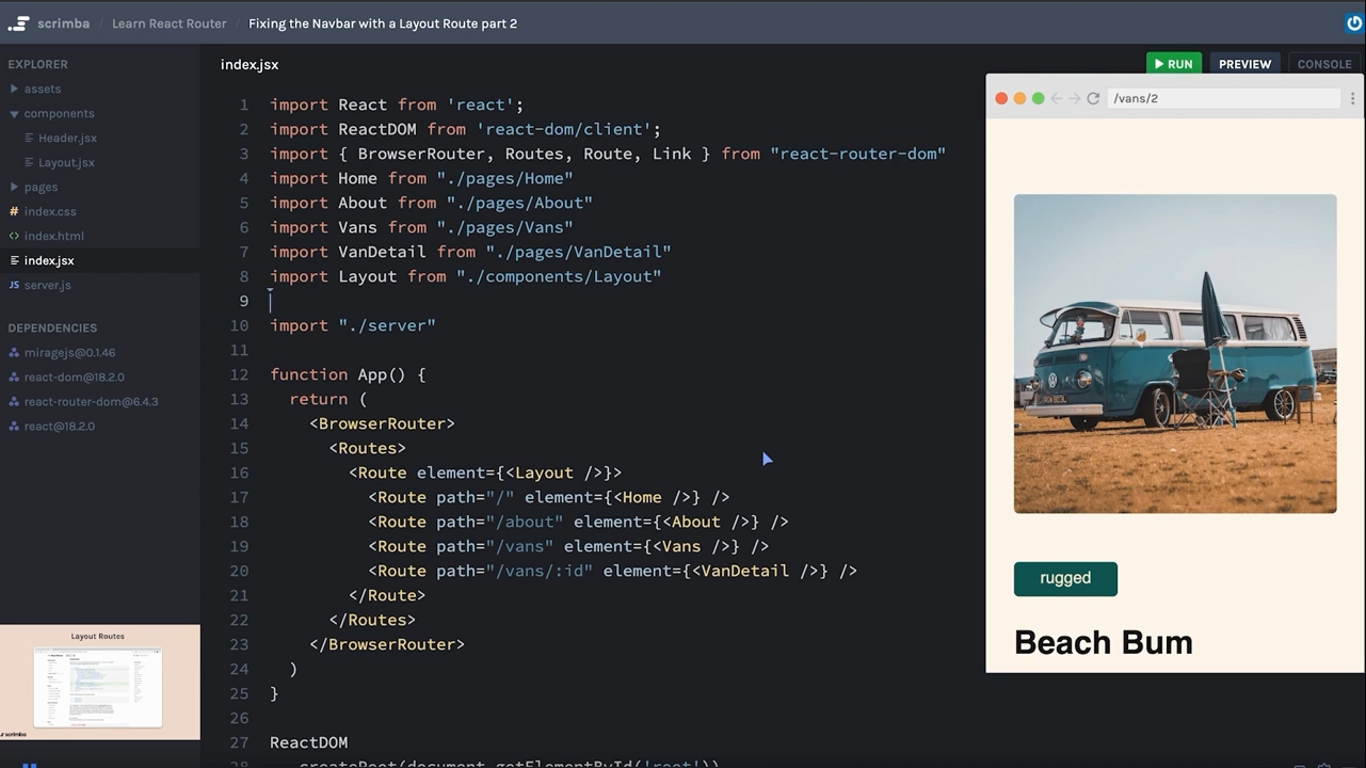 scrimba / Learn React Router / Fixing the Navbar with a Layout Route part 2
EXPLORER
assets
components
Header.jsx
Layout.jsx
pages
# index.css
<> index.html
index.jsx
JS server.js
DEPENDENCIES
miragejs@0.1.46
react-dom@18.2.0
react-router-dom@6.4.3
react@18.2.0
Layout Routes
scrimba
index.jsx
RUN PREVIEW CONSOLE
1 import React from 'react';
2 import ReactDOM from 'react-dom/client';
3 import { BrowserRouter, Routes, Route, Link } from "react-router-dom"
4 import Home from "./pages/Home"
5 import About from "./pages/About"
6 import Vans from "./pages/Vans"
7 import VanDetail from "./pages/VanDetail"
8 import Layout from "./components/Layout"
9
10 import "./server"
11
12 function App() {
13 return (
14 <BrowserRouter>
15 <Routes>
16 <Route element={<Layout />}>
17 <Route path="/" element={<Home />} />
18 <Route path="/about" element={<About />} />
19 <Route path="/vans" element={<Vans />} />
20 <Route path="/vans/:id" element={<VanDetail />} />
21 </Route>
22 </Routes>
23 </BrowserRouter>
24 )
25 }
26
27 ReactDOM
28 .createRoot(document.getElementById('root'))
/vans/2
rugged
Beach Bum